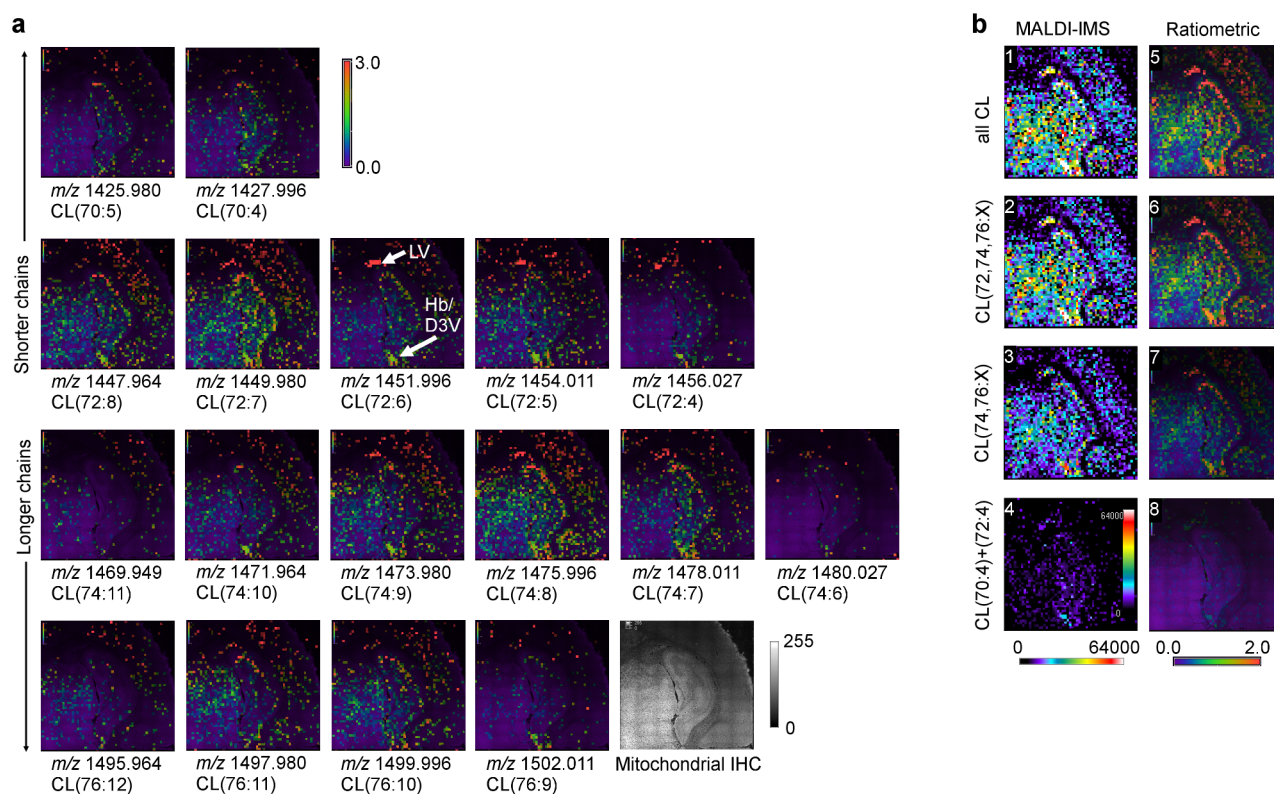 a
Shorter chains
Longer chains
3.0
0.0
m/z 1425.980
CL(70:5)
m/z 1427.996
CL(70:4)
LV
Hb/
D3V
m/z 1447.964
CL(72:8)
m/z 1449.980
CL(72:7)
m/z 1451.996
CL(72:6)
m/z 1454.011
CL(72:5)
m/z 1456.027
CL(72:4)
m/z 1469.949
CL(74:11)
m/z 1471.964
CL(74:10)
m/z 1473.980
CL(74:9)
m/z 1475.996
CL(74:8)
m/z 1478.011
CL(74:7)
m/z 1480.027
CL(74:6)
m/z 1495.964
CL(76:12)
m/z 1497.980
CL(76:11)
m/z 1499.996
CL(76:10)
m/z 1502.011
CL(76:9)
Mitochondrial IHC
255
0
b
MALDI-IMS
Ratiometric
all CL
1
5
CL(72,74,76:X)
2
6
CL(74,76:X)
3
7
CL(70:4)+(72:4)
4
64000
0
8
0
64000
0.0
2.0